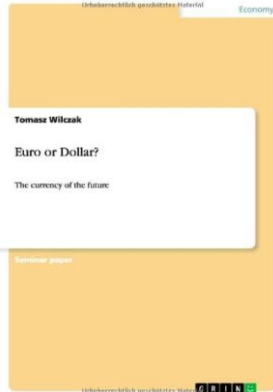 Urheberrechtlich geschütztes Material
Economy
Tomasz Wilczak
Euro or Dollar?
The currency of the future
Seminar paper
Urheberrechtlich geschütztes Material
GRIN